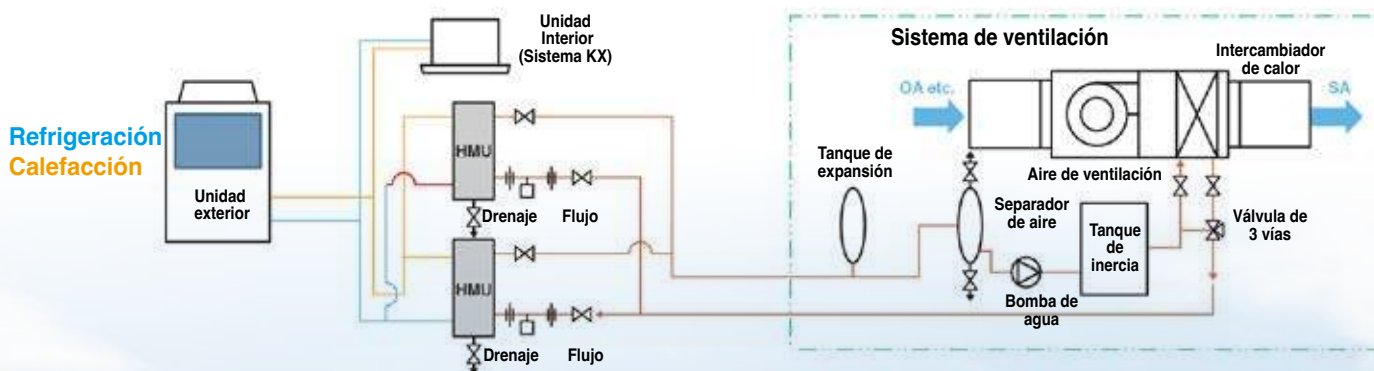 Refrigeración
Calefacción
Unidad
exterior
Unidad
Interior
(Sistema KX)
HMU
Drenaje
Flujo
HMU
Drenaje
Flujo
Sistema de ventilación
OA etc.
Intercambiador
de calor
SA
Aire de ventilación
Tanque de
expansión
Separador
de aire
Bomba de
agua
Tanque
de
inercia
Válvula de
3 vías